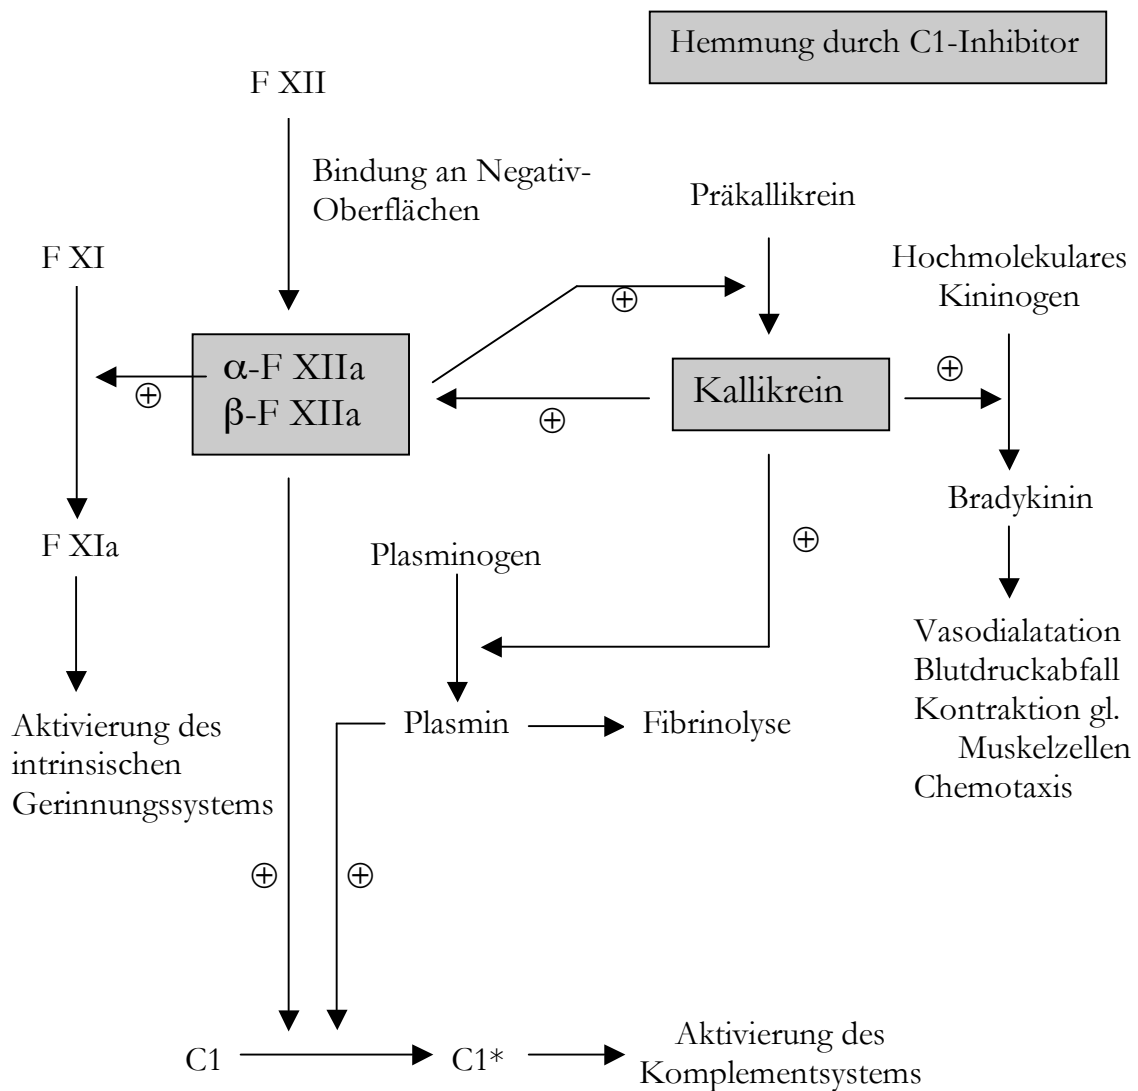 Hemmung durch C1-Inhibitor
F XII
Bindung an Negativ-
Oberflächen
Präkallikrein
F XI
Hochmolekulares
Kininogen
⊕
α-F XIIa
β-F XIIa
⊕
⊕
Kallikrein
⊕
Bradykinin
F XIa
Plasminogen
⊕
Vasodialatation
Blutdruckabfall
Kontraktion gl.
Muskelzellen
Chemotaxis
Aktivierung des
intrinsischen
Gerinnungssystems
Plasmin
Fibrinolyse
⊕
⊕
C1
C1*
Aktivierung des
Komplementsystems